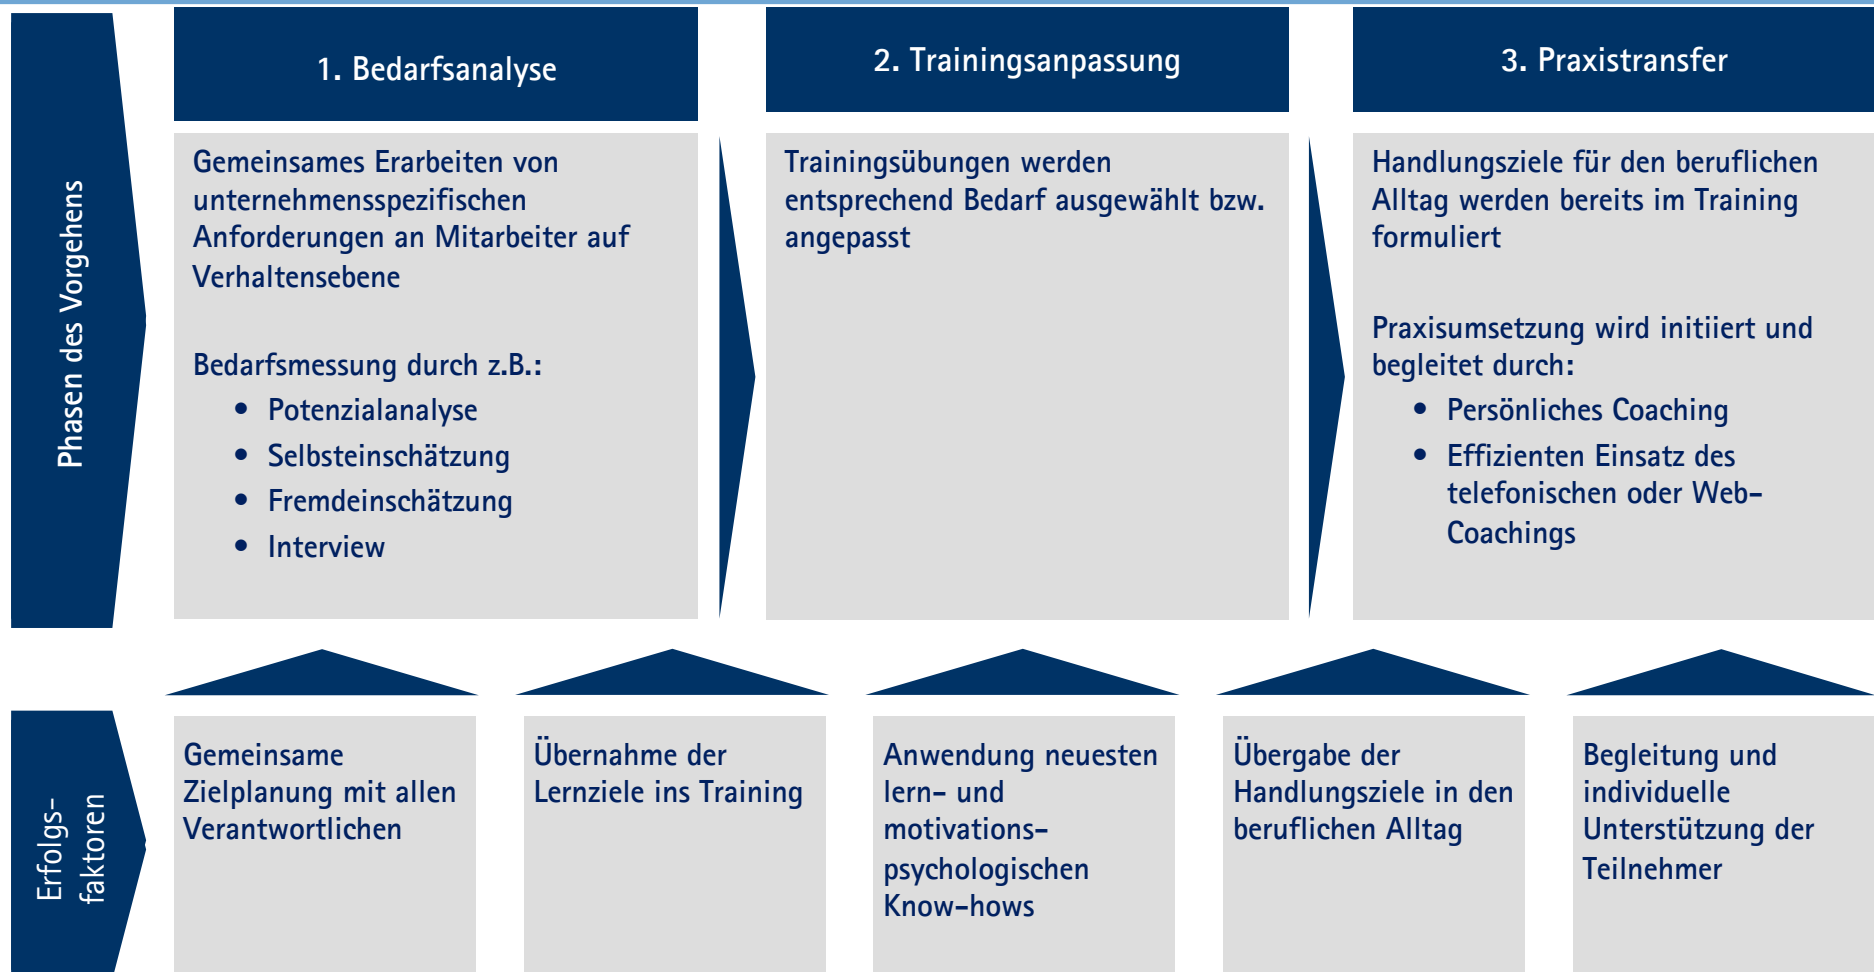 Phasen des Vorgehens
1. Bedarfsanalyse
Gemeinsames Erarbeiten von
unternehmensspezifischen
Anforderungen an Mitarbeiter auf
Verhaltensebene
Bedarfsmessung durch z.B.:
• Potenzialanalyse
• Selbsteinschätzung
• Fremdeinschätzung
• Interview
2. Trainingsanpassung
Trainingsübungen werden
entsprechend Bedarf ausgewählt bzw.
angepasst
3. Praxistransfer
Handlungsziele für den beruflichen
Alltag werden bereits im Training
formuliert
Praxisumsetzung wird initiiert und
begleitet durch:
• Persönliches Coaching
• Effizienten Einsatz des
telefonischen oder Web-
Coachings
Erfolgs-
faktoren
Gemeinsame
Zielplanung mit allen
Verantwortlichen
Übernahme der
Lernziele ins Training
Anwendung neuesten
lern- und
motivations-
psychologischen
Know-hows
Übergabe der
Handlungsziele in den
beruflichen Alltag
Begleitung und
individuelle
Unterstützung der
Teilnehmer